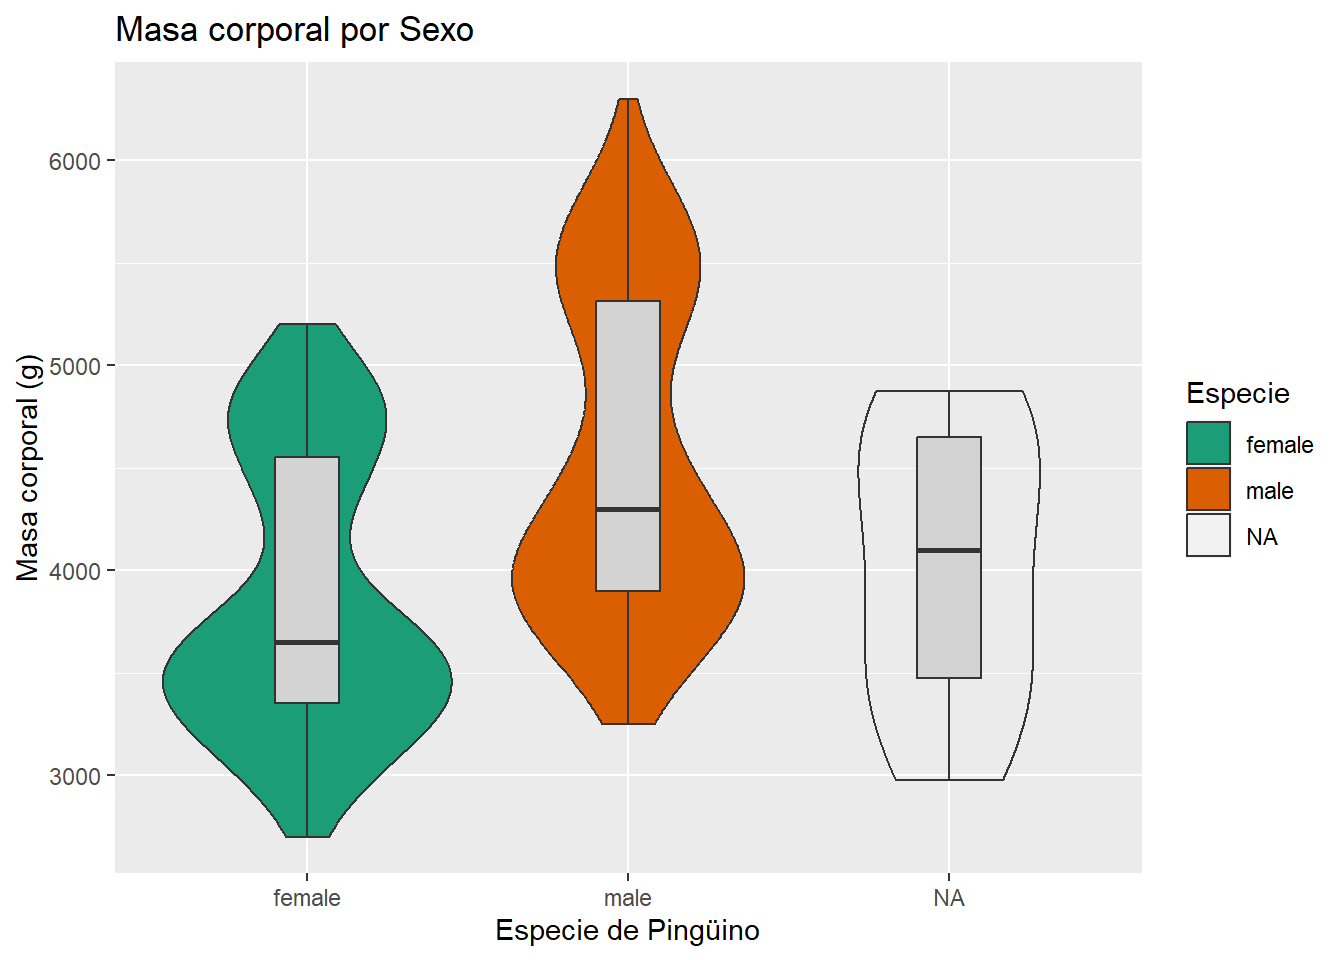 Masa corporal por Sexo
Masa corporal (g)
6000
5000
4000
3000
female
male
NA
Especie de Pingüino
Especie
female
male
NA